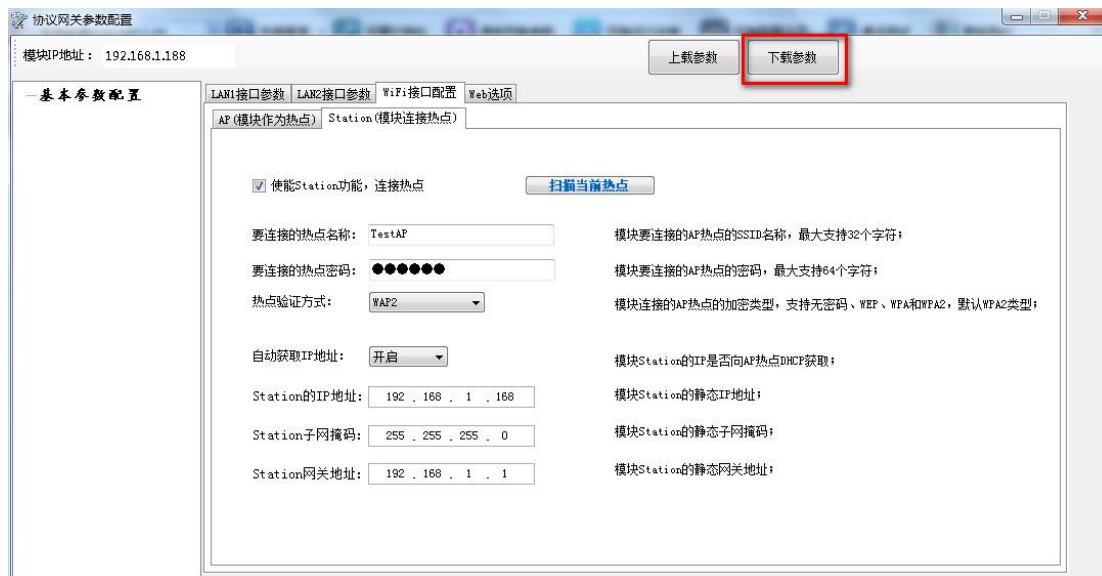 协议网关参数配置
模块IP地址： 192.168.1.188
上载参数
下载参数
基本参数配置
LAN1接口参数 LAN2接口参数 WiFi接口配置 Web选项
AP(模块作为热点) Station(模块连接热点)
使能Station功能，连接热点
扫描当前热点
要连接的热点名称： TestAP 模块要连接的AP热点的SSID名称，最大支持32个字符；
要连接的热点密码： ●●●●●● 模块要连接的AP热点的密码，最大支持64个字符；
热点验证方式： WAP2 模块连接的AP热点的加密类型，支持无密码、WEP、WPA和WPA2，默认WPA2类型；
自动获取IP地址： 开启 模块Station的IP是否向AP热点DHCP获取；
Station的IP地址： 192 . 168 . 1 . 168 模块Station的静态IP地址；
Station子网掩码： 255 . 255 . 255 . 0 模块Station的静态子网掩码；
Station网关地址： 192 . 168 . 1 . 1 模块Station的静态网关地址；